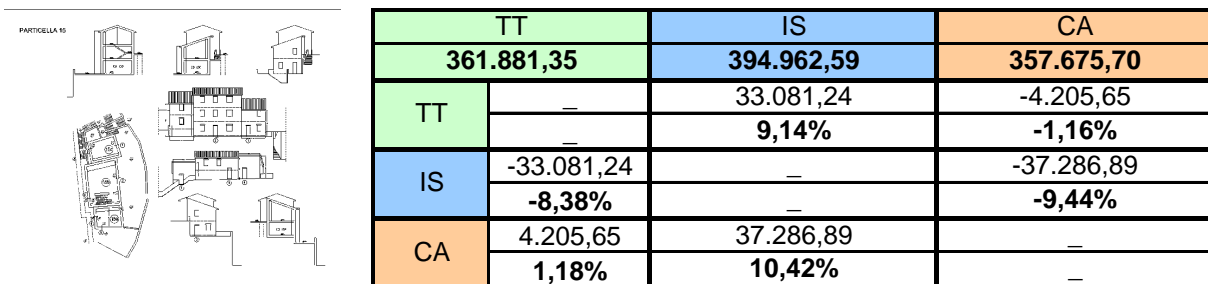 PARTICELLA 16
TT IS CA
361.881,35 394.962,59 357.675,70
TT _ 33.081,24 -4.205,65
_ 9,14% -1,16%
IS -33.081,24 _ -37.286,89
-8,38% _ -9,44%
CA 4.205,65 37.286,89 _
1,18% 10,42% _